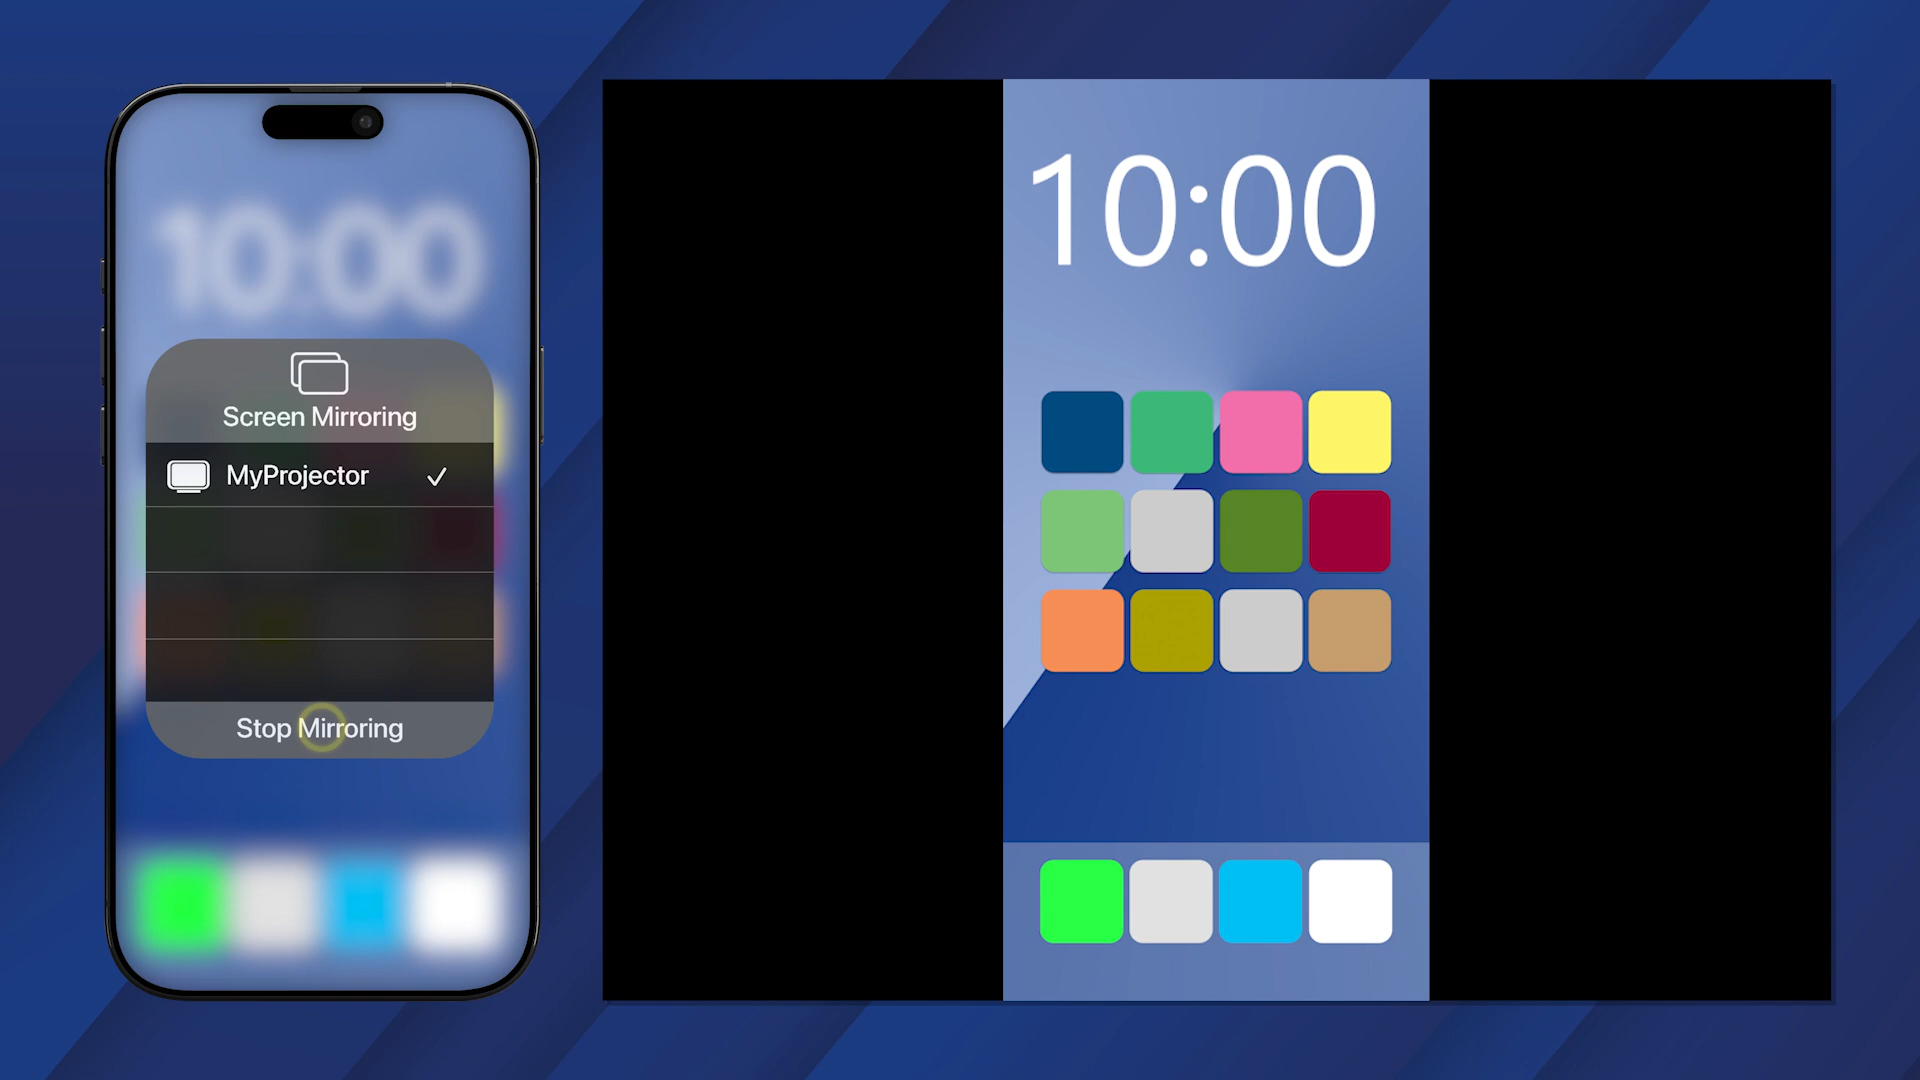 10:00
Screen Mirroring
MyProjector
Stop Mirroring
10:00